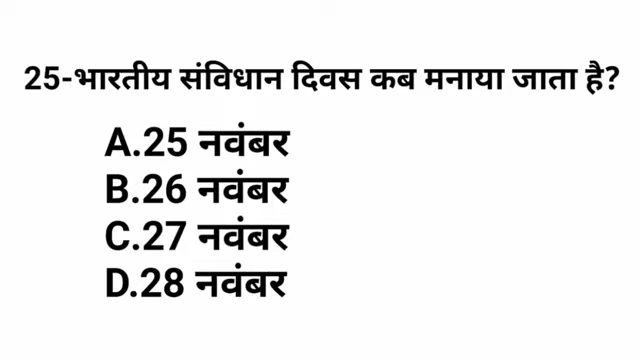 25-भारतीय संविधान दिवस कब मनाया जाता है?
A.25 नवंबर
B.26 नवंबर
C.27 नवंबर
D.28 नवंबर